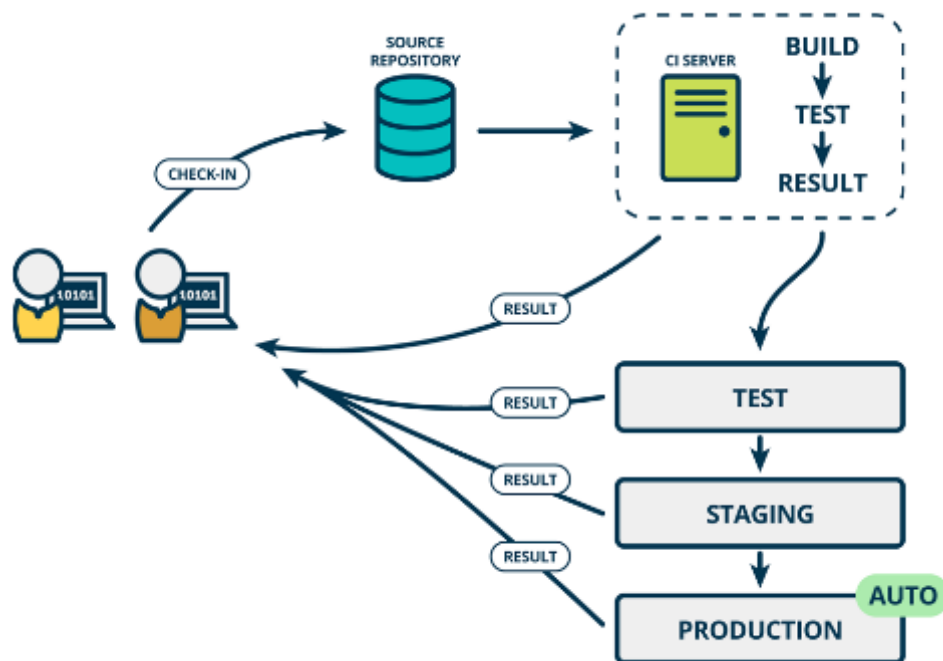 SOURCE
REPOSITORY
CI SERVER
BUILD
TEST
RESULT
CHECK-IN
10101
10101
RESULT
RESULT
TEST
RESULT
STAGING
RESULT
AUTO
PRODUCTION